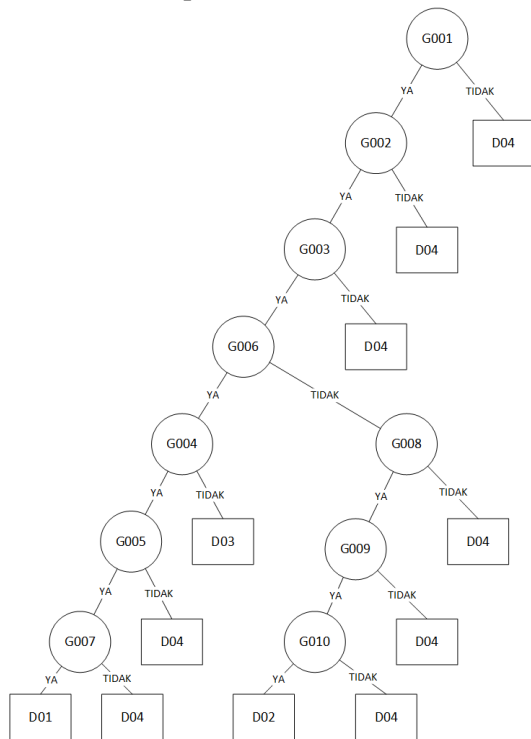 G001
YA
TIDAK
G002
D04
YA
TIDAK
G003
D04
YA
TIDAK
G006
D04
YA
TIDAK
G004
G008
YA
TIDAK
YA
TIDAK
G005
D03
G009
D04
YA
TIDAK
YA
TIDAK
G007
D04
G010
D04
YA
TIDAK
YA
TIDAK
D01
D04
D02
D04